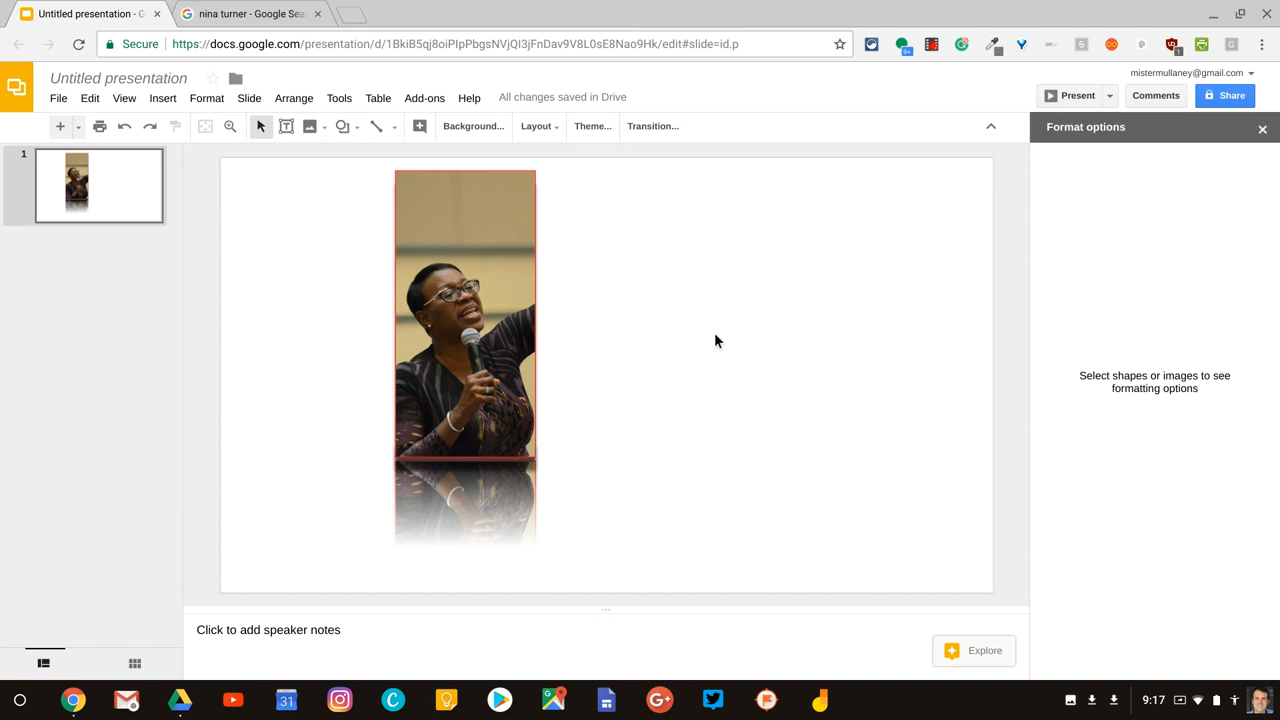 Untitled presentation - G
nina turner - Google Sea
Secure
https://docs.google.com/presentation/d/1BkiB5qj8oiPIpPbgsNVjQI3jFnDav9V8L0sE8Nao9Hk/edit#slide=id.p
Untitled presentation
mistermullaney@gmail.com
File Edit View Insert Format Slide Arrange Tools Table Add-ons Help All changes saved in Drive
Present Comments Share
Background... Layout Theme... Transition...
Format options
1
Select shapes or images to see
formatting options
Click to add speaker notes
Explore
31
9:17